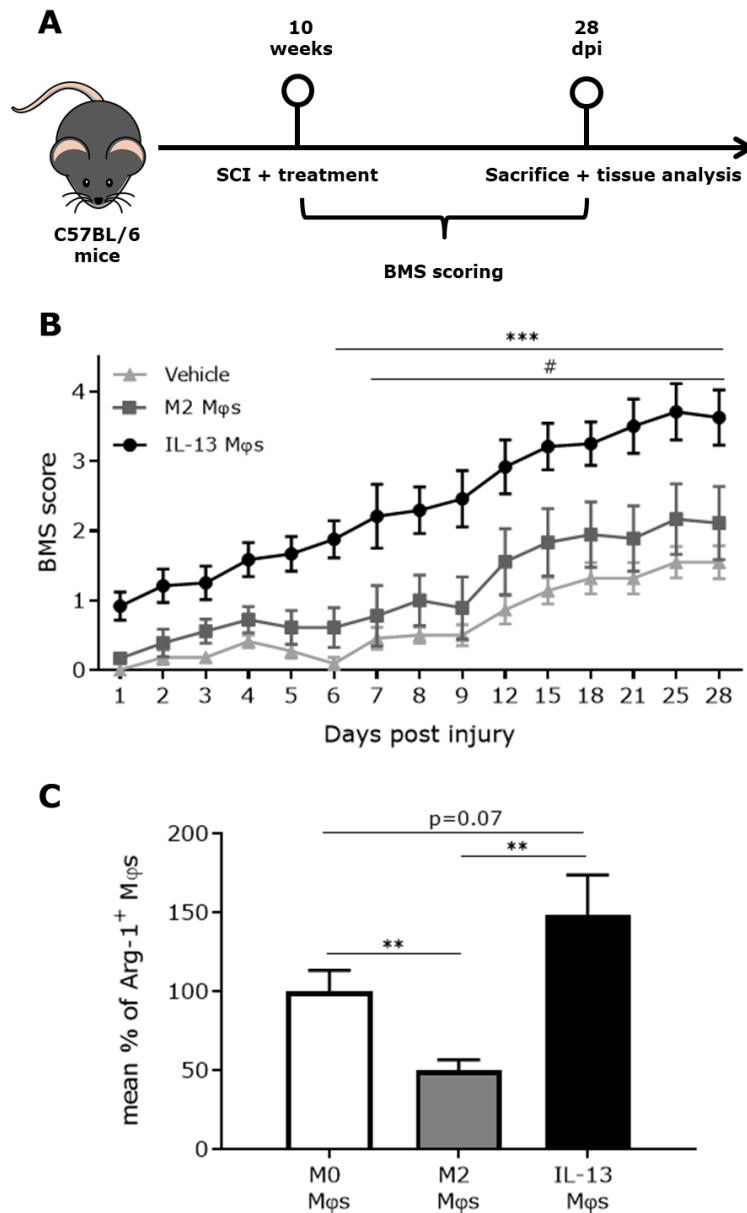 A
10
weeks
28
dpi
SCI + treatment
Sacrifice + tissue analysis
C57BL/6
mice
BMS scoring
B
***
#
Vehicle
M2 Mφs
IL-13 Mφs
BMS score
4
3
2
1
0
1 2 3 4 5 6 7 8 9 12 15 18 21 25 28
Days post injury
C
p=0.07
**
**
mean % of Arg-1⁺ Mφs
200
150
100
50
0
M0
Mφs
M2
Mφs
IL-13
Mφs